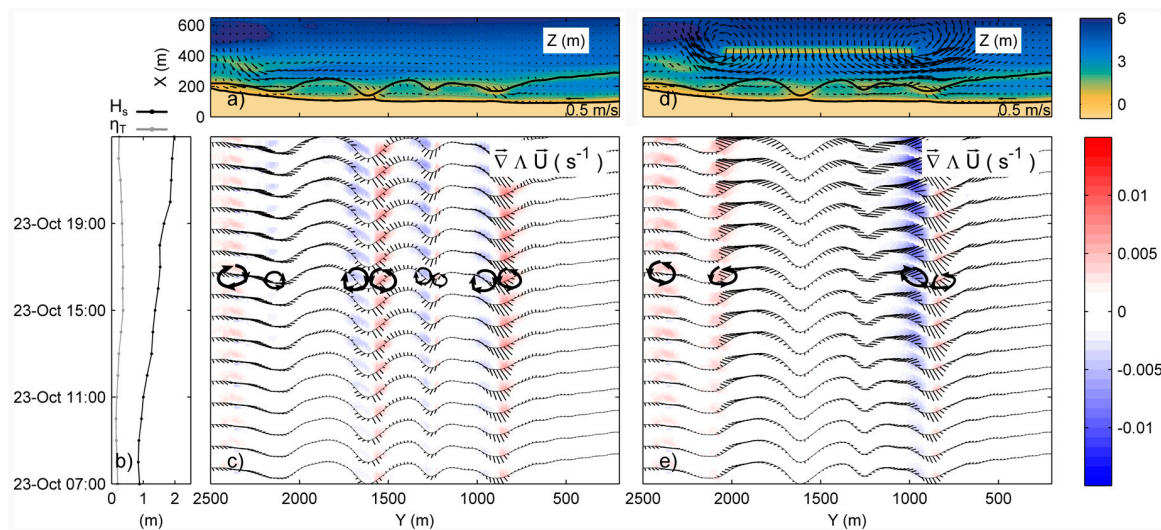 600
400
200
0
X (m)
Z (m)
a)
0.5 m/s
Z (m)
d)
0.5 m/s
6
4
2
0
H_s
η_T
23-Oct 19:00
23-Oct 15:00
23-Oct 11:00
23-Oct 07:00
b)
0 1 2
(m)
∇⃗ Λ U⃗ ( s⁻¹ )
c)
2500 2000 1500 1000 500
Y (m)
∇⃗ Λ U⃗ ( s⁻¹ )
e)
2500 2000 1500 1000 500
Y (m)
0.01
0.005
0
-0.005
-0.01